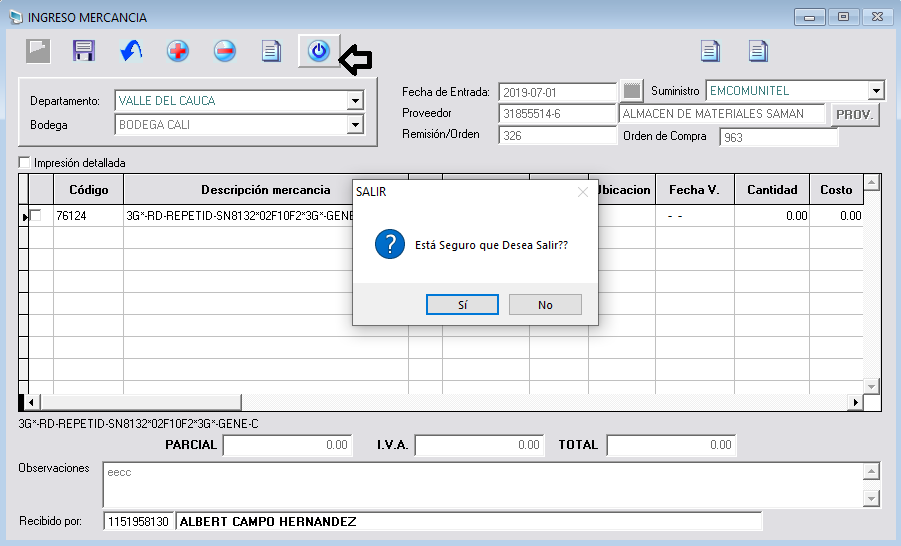 INGRESO MERCANCIA
Departamento: VALLE DEL CAUCA
Bodega BODEGA CALI
Fecha de Entrada: 2019-07-01 Suministro EMCOMUNITEL
Proveedor 31855514-6 ALMACEN DE MATERIALES SAMAN PROV.
Remisión/Orden 326 Orden de Compra 963
Impresión detallada
Código Descripción mercancia Ubicacion Fecha V. Cantidad Costo
76124 3G*-RD-REPETID-SN8132*02F10F2*3G*-GENE - - 0.00 0.00
SALIR
Está Seguro que Desea Salir??
Sí No
3G*-RD-REPETID-SN8132*02F10F2*3G*-GENE-C
PARCIAL 0.00 I.V.A. 0.00 TOTAL 0.00
Observaciones eecc
Recibido por: 1151958130 ALBERT CAMPO HERNANDEZ